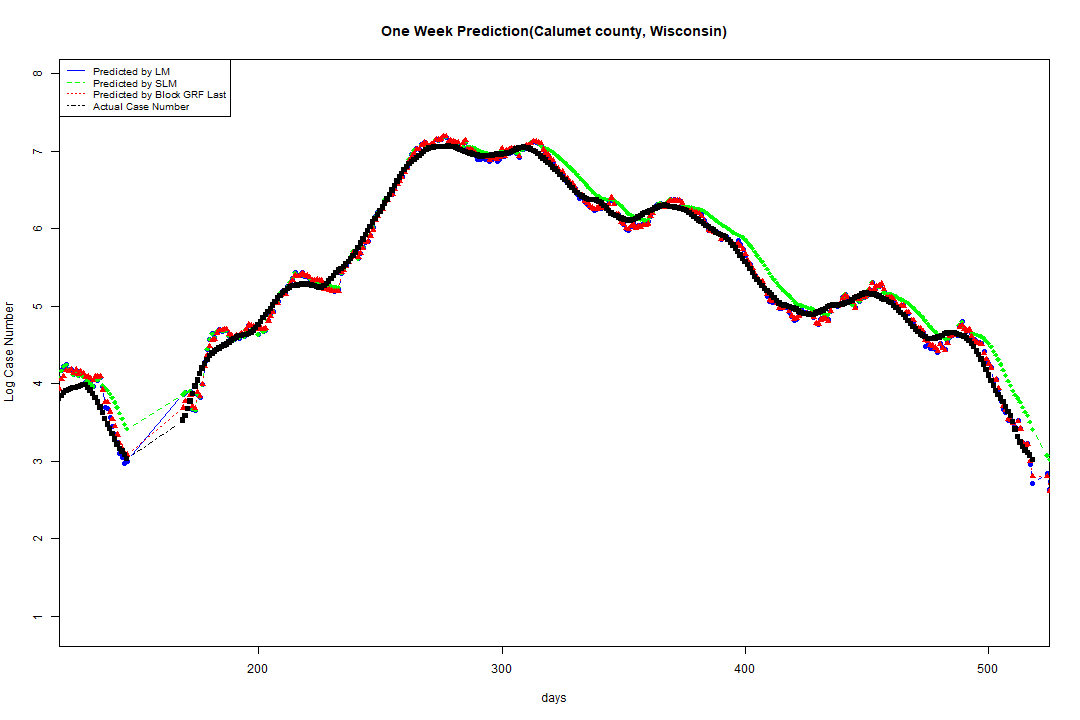 One Week Prediction(Calumet county, Wisconsin)
Predicted by LM
Predicted by SLM
Predicted by Block GRF Last
Actual Case Number
8
7
6
5
4
3
2
1
Log Case Number
200 300 400 500
days